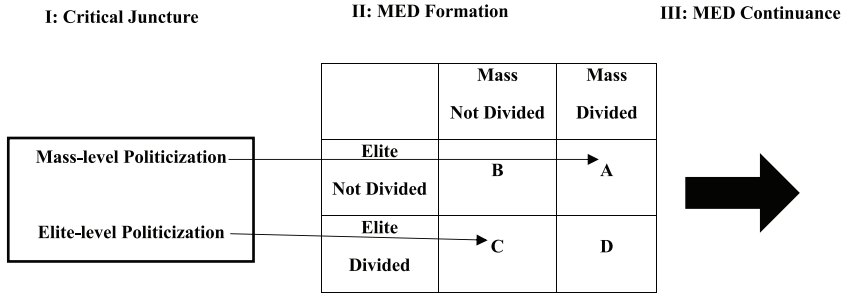 I: Critical Juncture
II: MED Formation
III: MED Continuance
Mass
Not Divided
Mass
Divided
Mass-level Politicization
Elite
Not Divided
B
A
Elite-level Politicization
Elite
Divided
C
D